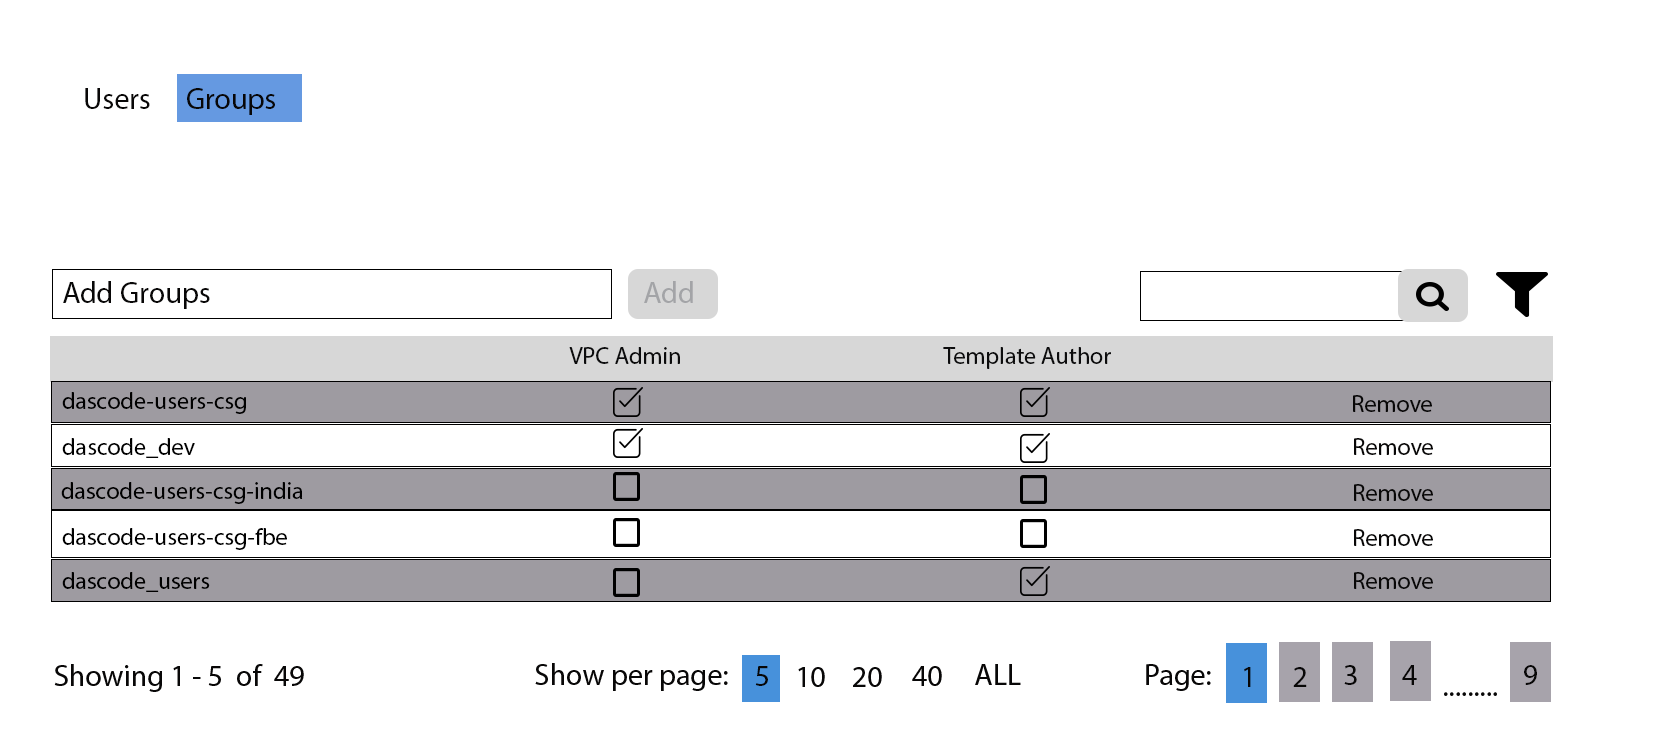 Users Groups
Add Groups Add
VPC Admin Template Author
dascode-users-csg Remove
dascode_dev Remove
dascode-users-csg-india Remove
dascode-users-csg-fbe Remove
dascode_users Remove
Showing 1 - 5 of 49 Show per page: 5 10 20 40 ALL Page: 1 2 3 4 ......... 9